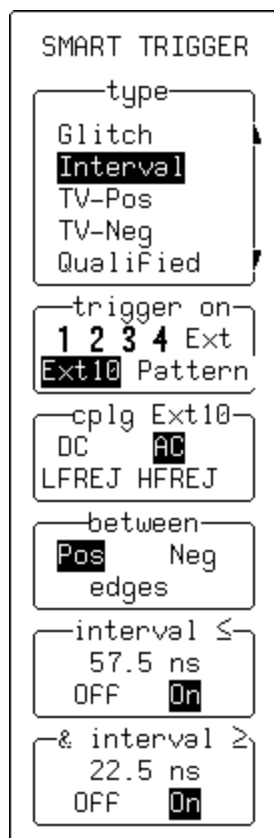 SMART TRIGGER
type
Glitch
Interval
TV-Pos
TV-Neg
Qualified
trigger on
1 2 3 4 Ext
Ext10 Pattern
cplg Ext10
DC AC
LFREJ HFREJ
between
Pos Neg
edges
interval ≤
57.5 ns
OFF On
& interval ≥
22.5 ns
OFF On